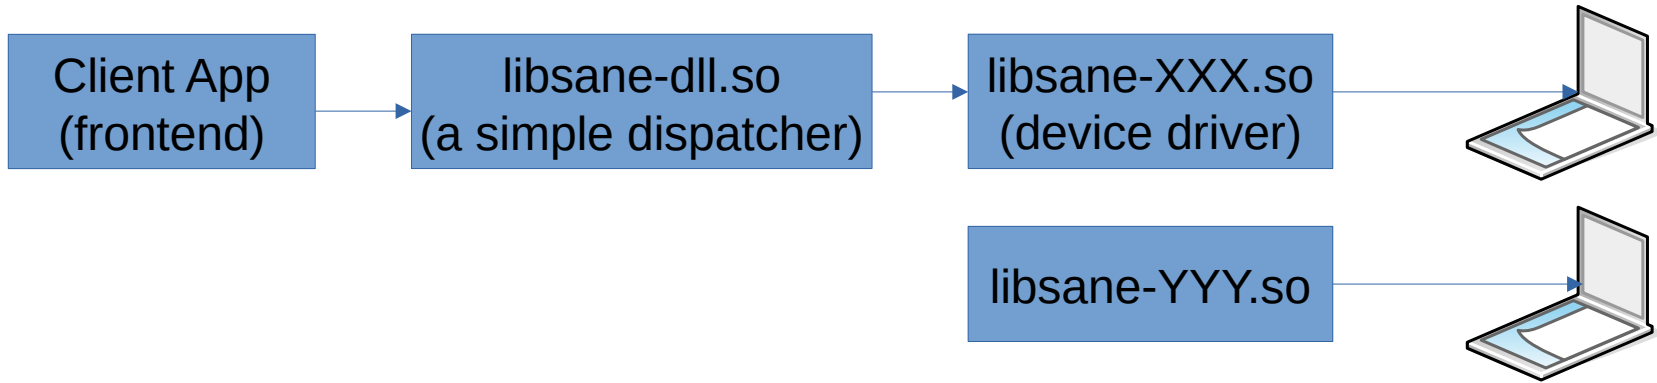 Client App
(frontend)
libsane-dll.so
(a simple dispatcher)
libsane-XXX.so
(device driver)
libsane-YYY.so